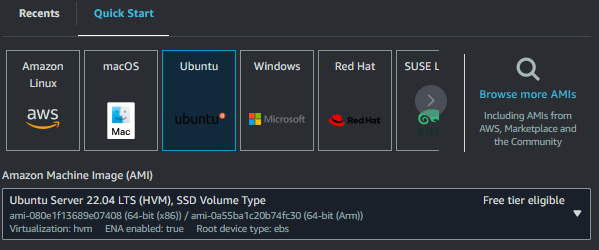 Recents
Quick Start
Amazon
Linux
aws
macOS
Mac
Ubuntu
ubuntu
Windows
Microsoft
Red Hat
Red Hat
SUSE L
Browse more AMIs
Including AMIs from
AWS, Marketplace and
the Community
Amazon Machine Image (AMI)
Ubuntu Server 22.04 LTS (HVM), SSD Volume Type
Free tier eligible
ami-080e1f13689e07408 (64-bit (x86)) / ami-0a55ba1c20b74fc30 (64-bit (Arm))
Virtualization: hvm ENA enabled: true Root device type: ebs